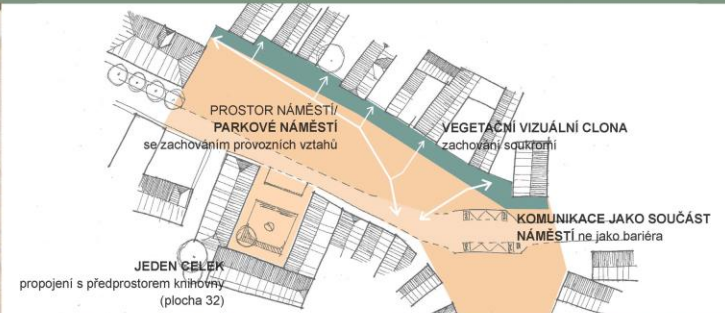 PROSTOR NÁMĚSTÍ/
PARKOVÉ NÁMĚSTÍ
se zachováním provozních vztahů
VEGETAČNÍ VIZUÁLNÍ CLONA
zachování soukromí
KOMUNIKACE JAKO SOUČÁST
NÁMĚSTÍ ne jako bariéra
JEDEN CELEK
propojení s předprostorem knihovny
(plocha 32)